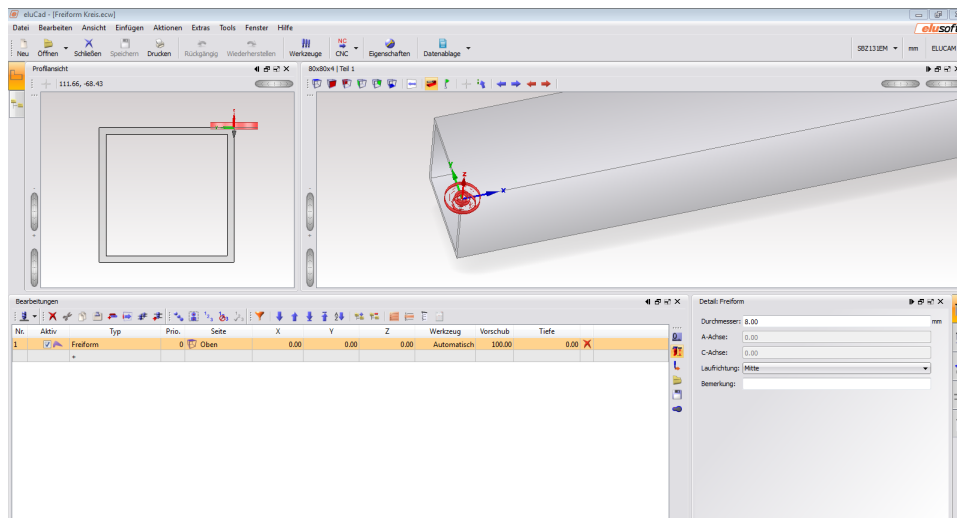 eluCad - [Freiform Kreis.ecw]
Datei Bearbeiten Ansicht Einfügen Aktionen Extras Tools Fenster Hilfe
elusoft
Neu Öffnen Schließen Speichern Drucken Rückgängig Wiederherstellen Werkzeuge CNC Eigenschaften Datenablage
SBZ131EM mm ELUCAM
Profilansicht
80x80x4 | Teil 1
111.66, -68.43
Y Z X
Bearbeitungen
Detail: Freiform
Nr. Aktiv Typ Prio. Seite X Y Z Werkzeug Vorschub Tiefe
1 Freiform 0 Oben 0.00 0.00 0.00 Automatisch 100.00 0.00
+
Durchmesser: 8.00 mm
A-Achse: 0.00
C-Achse: 0.00
Laufrichtung: Mitte
Bemerkung: